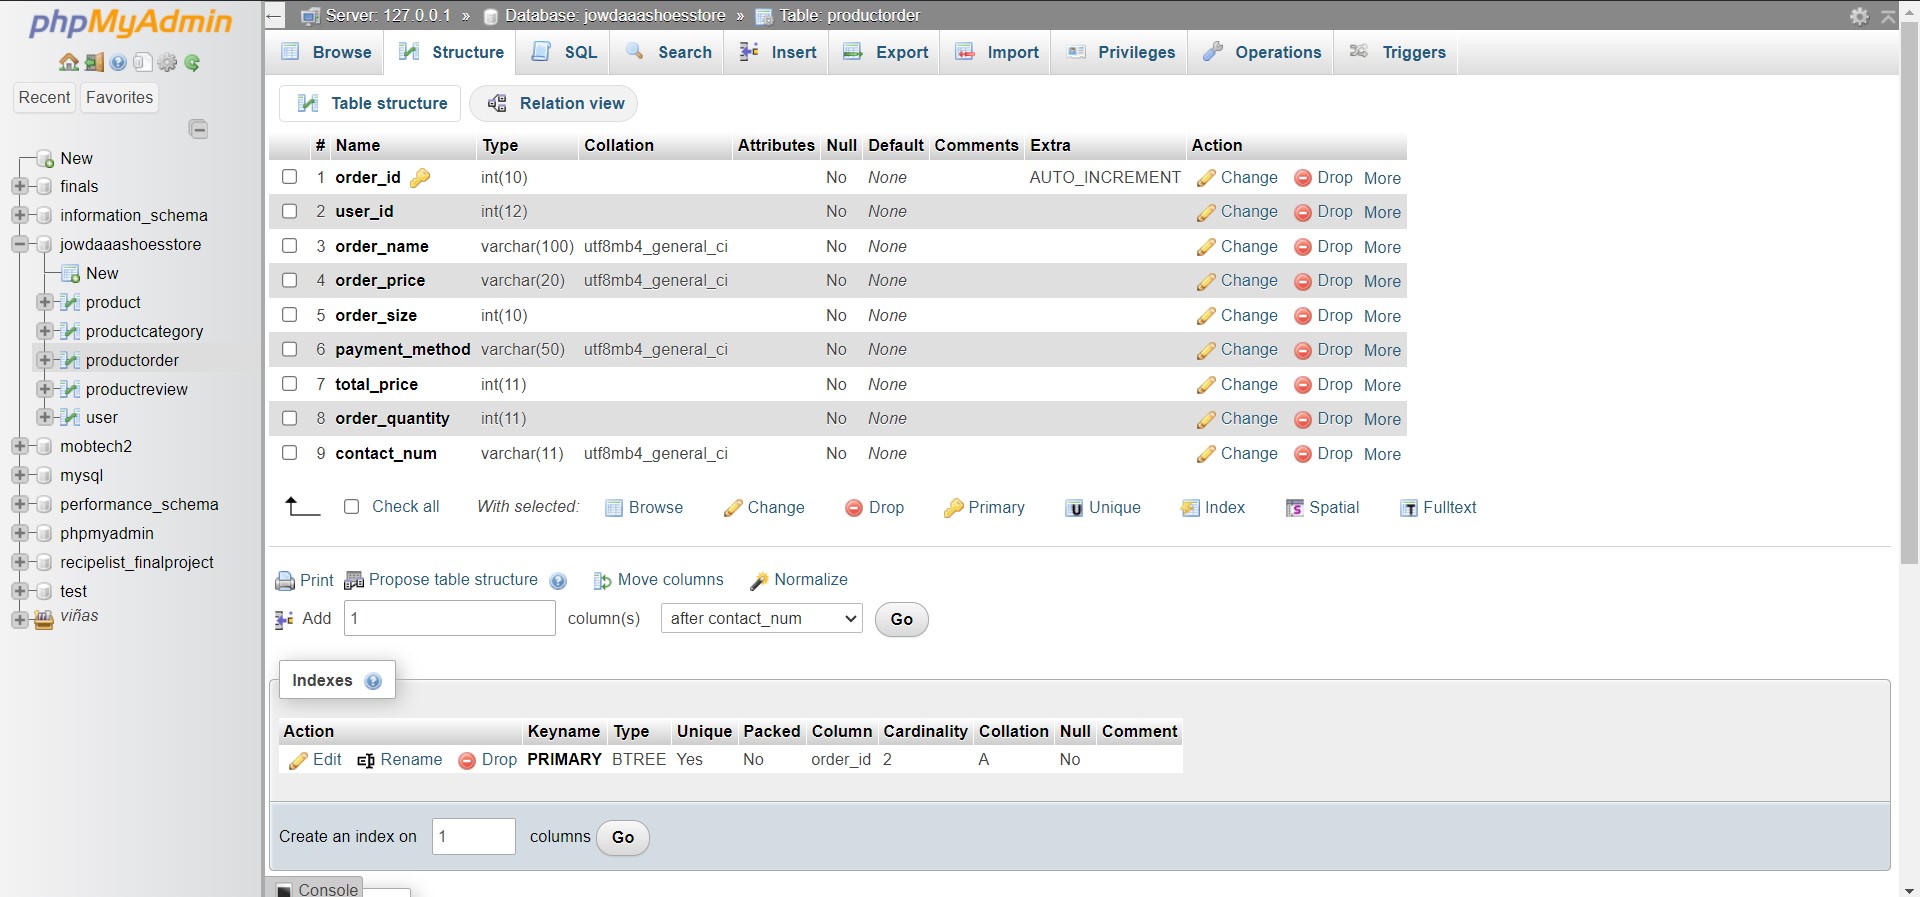 phpMyAdmin
Recent Favorites
New
finals
information_schema
jowdaaashoesstore
New
product
productcategory
productorder
productreview
user
mobtech2
mysql
performance_schema
phpmyadmin
recipelist_finalproject
test
viñas
Server: 127.0.0.1 » Database: jowdaaashoesstore » Table: productorder
Browse Structure SQL Search Insert Export Import Privileges Operations Triggers
Table structure Relation view
# Name Type Collation Attributes Null Default Comments Extra Action
1 order_id int(10) No None AUTO_INCREMENT Change Drop More
2 user_id int(12) No None Change Drop More
3 order_name varchar(100) utf8mb4_general_ci No None Change Drop More
4 order_price varchar(20) utf8mb4_general_ci No None Change Drop More
5 order_size int(10) No None Change Drop More
6 payment_method varchar(50) utf8mb4_general_ci No None Change Drop More
7 total_price int(11) No None Change Drop More
8 order_quantity int(11) No None Change Drop More
9 contact_num varchar(11) utf8mb4_general_ci No None Change Drop More
Check all With selected: Browse Change Drop Primary Unique Index Spatial Fulltext
Print Propose table structure Move columns Normalize
Add 1 column(s) after contact_num Go
Indexes
Action Keyname Type Unique Packed Column Cardinality Collation Null Comment
Edit Rename Drop PRIMARY BTREE Yes No order_id 2 A No
Create an index on 1 columns Go
Console